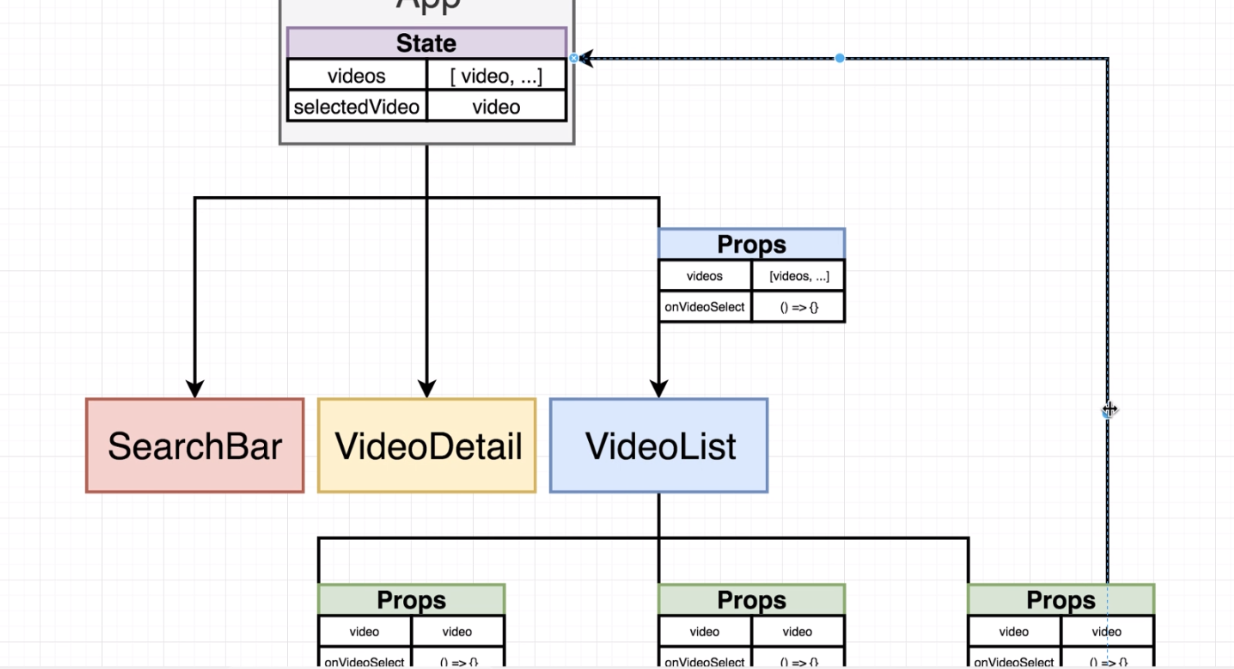 App
State
videos [ video, ...]
selectedVideo video
Props
videos [videos, ...]
onVideoSelect () => {}
SearchBar VideoDetail VideoList
Props Props Props
video video video video video video
onVideoSelect () => {} onVideoSelect () => {} onVideoSelect () => {}